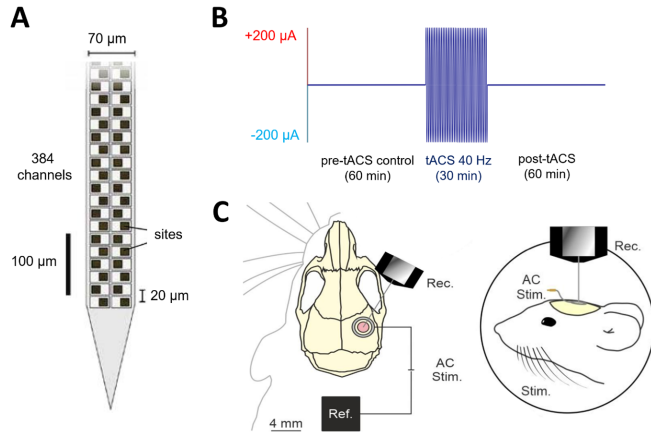 A
70 µm
384
channels
sites
100 µm
20 µm
B
+200 µA
-200 µA
pre-tACS control
(60 min)
tACS 40 Hz
(30 min)
post-tACS
(60 min)
C
Rec.
AC
Stim.
Ref.
4 mm
Rec.
AC
Stim.
Stim.